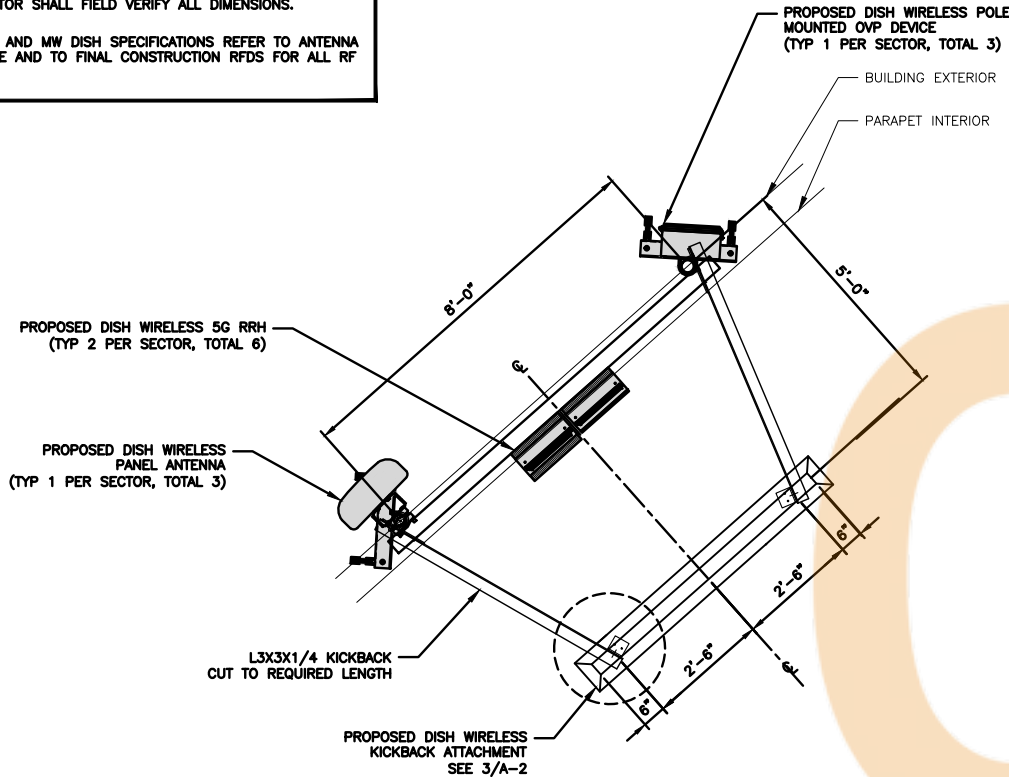 TOR SHALL FIELD VERIFY ALL DIMENSIONS.
AND MW DISH SPECIFICATIONS REFER TO ANTENNA
E AND TO FINAL CONSTRUCTION RFDS FOR ALL RF
PROPOSED DISH WIRELESS POLE
MOUNTED OVP DEVICE
(TYP 1 PER SECTOR, TOTAL 3)
BUILDING EXTERIOR
PARAPET INTERIOR
8'-0"
5'-0"
PROPOSED DISH WIRELESS 5G RRH
(TYP 2 PER SECTOR, TOTAL 6)
℄
PROPOSED DISH WIRELESS
PANEL ANTENNA
(TYP 1 PER SECTOR, TOTAL 3)
6"
2'-6"
2'-6"
℄
6"
L3X3X1/4 KICKBACK
CUT TO REQUIRED LENGTH
PROPOSED DISH WIRELESS
KICKBACK ATTACHMENT
SEE 3/A-2